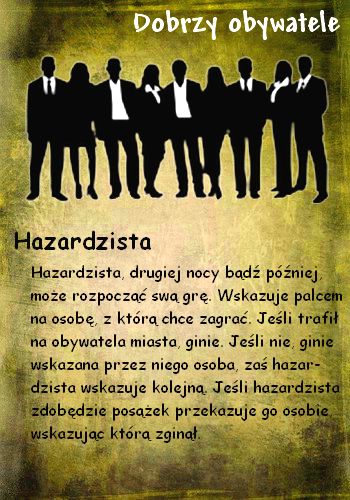 Dobrzy obywatele
Hazardzista
Hazardzista, drugiej nocy bądź później,
może rozpocząć swą grę. Wskazuje palcem
na osobę, z którą chce zagrać. Jeśli trafił
na obywatela miasta, ginie. Jeśli nie, ginie
wskazana przez niego osoba, zaś hazar-
dzista wskazuje kolejną. Jeśli hazardzista
zdobędzie posążek przekazuje go osobie,
wskazując którą zginął.